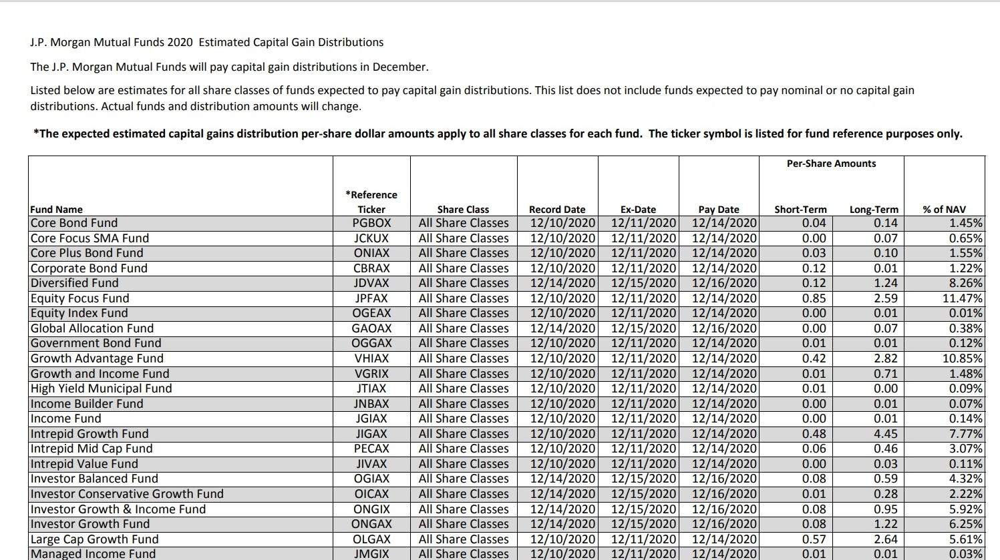 J.P. Morgan Mutual Funds 2020  Estimated Capital Gain Distributions
The J.P. Morgan Mutual Funds will pay capital gain distributions in December.
Listed below are estimates for all share classes of funds expected to pay capital gain distributions. This list does not include funds expected to pay nominal or no capital gain
distributions. Actual funds and distribution amounts will change.
*The expected estimated capital gains distribution per-share dollar amounts apply to all share classes for each fund.  The ticker symbol is listed for fund reference purposes only.
Per-Share Amounts
*Reference
Fund Name Ticker Share Class Record Date Ex-Date Pay Date Short-Term Long-Term % of NAV
Core Bond Fund PGBOX All Share Classes 12/10/2020 12/11/2020 12/14/2020 0.04 0.14 1.45%
Core Focus SMA Fund JCKUX All Share Classes 12/10/2020 12/11/2020 12/14/2020 0.00 0.07 0.65%
Core Plus Bond Fund ONIAX All Share Classes 12/10/2020 12/11/2020 12/14/2020 0.03 0.10 1.55%
Corporate Bond Fund CBRAX All Share Classes 12/10/2020 12/11/2020 12/14/2020 0.12 0.01 1.22%
Diversified Fund JDVAX All Share Classes 12/14/2020 12/15/2020 12/16/2020 0.12 1.24 8.26%
Equity Focus Fund JPFAX All Share Classes 12/10/2020 12/11/2020 12/14/2020 0.85 2.59 11.47%
Equity Index Fund OGEAX All Share Classes 12/10/2020 12/11/2020 12/14/2020 0.00 0.01 0.01%
Global Allocation Fund GAOAX All Share Classes 12/14/2020 12/15/2020 12/16/2020 0.00 0.07 0.38%
Government Bond Fund OGGAX All Share Classes 12/10/2020 12/11/2020 12/14/2020 0.01 0.01 0.12%
Growth Advantage Fund VHIAX All Share Classes 12/10/2020 12/11/2020 12/14/2020 0.42 2.82 10.85%
Growth and Income Fund VGRIX All Share Classes 12/10/2020 12/11/2020 12/14/2020 0.01 0.71 1.48%
High Yield Municipal Fund JTIAX All Share Classes 12/10/2020 12/11/2020 12/14/2020 0.01 0.00 0.09%
Income Builder Fund JNBAX All Share Classes 12/10/2020 12/11/2020 12/14/2020 0.00 0.01 0.07%
Income Fund JGIAX All Share Classes 12/10/2020 12/11/2020 12/14/2020 0.00 0.01 0.14%
Intrepid Growth Fund JIGAX All Share Classes 12/10/2020 12/11/2020 12/14/2020 0.48 4.45 7.77%
Intrepid Mid Cap Fund PECAX All Share Classes 12/10/2020 12/11/2020 12/14/2020 0.06 0.46 3.07%
Intrepid Value Fund JIVAX All Share Classes 12/10/2020 12/11/2020 12/14/2020 0.00 0.03 0.11%
Investor Balanced Fund OGIAX All Share Classes 12/14/2020 12/15/2020 12/16/2020 0.08 0.59 4.32%
Investor Conservative Growth Fund OICAX All Share Classes 12/14/2020 12/15/2020 12/16/2020 0.01 0.28 2.22%
Investor Growth & Income Fund ONGIX All Share Classes 12/14/2020 12/15/2020 12/16/2020 0.08 0.95 5.92%
Investor Growth Fund ONGAX All Share Classes 12/14/2020 12/15/2020 12/16/2020 0.08 1.22 6.25%
Large Cap Growth Fund OLGAX All Share Classes 12/10/2020 12/11/2020 12/14/2020 0.57 2.64 5.61%
Managed Income Fund JMGIX All Share Classes 12/10/2020 12/11/2020 12/14/2020 0.01 0.01 0.03%